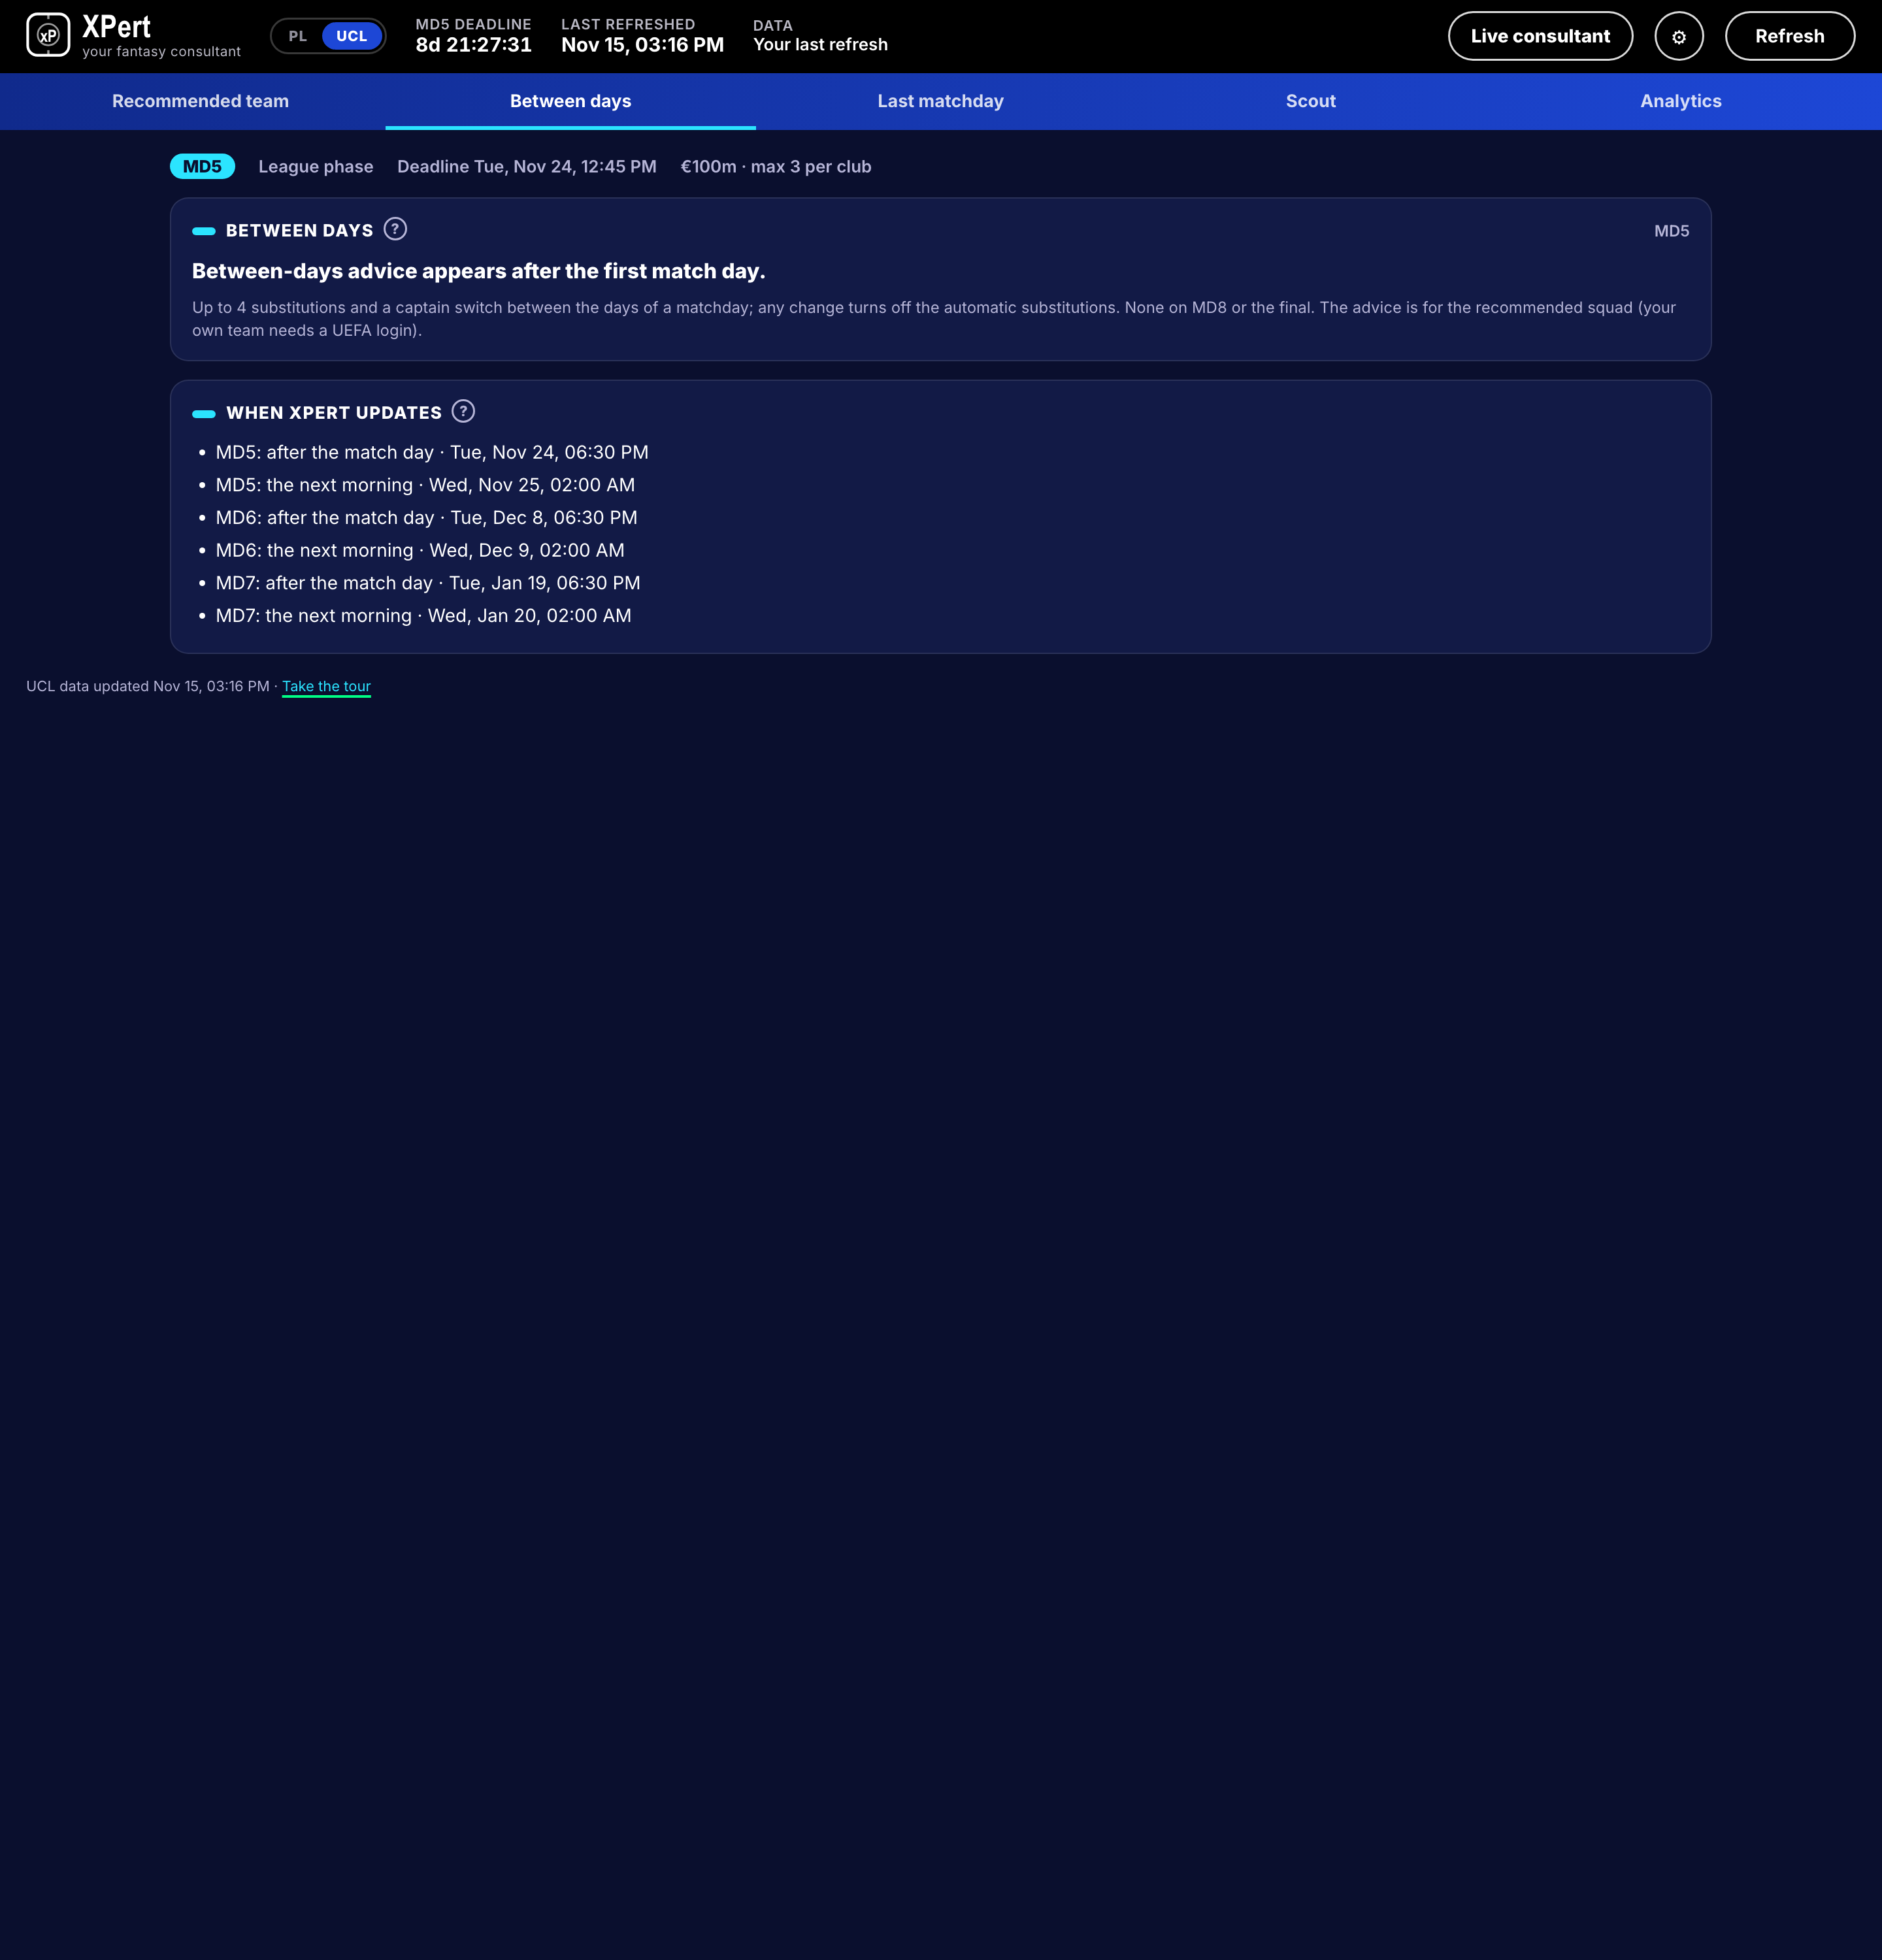 xP
XPert
your fantasy consultant
PL
UCL
MD5 DEADLINE
8d 21:27:31
LAST REFRESHED
Nov 15, 03:16 PM
DATA
Your last refresh
Live consultant
⚙
Refresh
Recommended team
Between days
Last matchday
Scout
Analytics
MD5
League phase
Deadline Tue, Nov 24, 12:45 PM
€100m · max 3 per club
BETWEEN DAYS
?
MD5
Between-days advice appears after the first match day.
Up to 4 substitutions and a captain switch between the days of a matchday; any change turns off the automatic substitutions. None on MD8 or the final. The advice is for the recommended squad (your
own team needs a UEFA login).
WHEN XPERT UPDATES
?
• MD5: after the match day · Tue, Nov 24, 06:30 PM
• MD5: the next morning · Wed, Nov 25, 02:00 AM
• MD6: after the match day · Tue, Dec 8, 06:30 PM
• MD6: the next morning · Wed, Dec 9, 02:00 AM
• MD7: after the match day · Tue, Jan 19, 06:30 PM
• MD7: the next morning · Wed, Jan 20, 02:00 AM
UCL data updated Nov 15, 03:16 PM · Take the tour